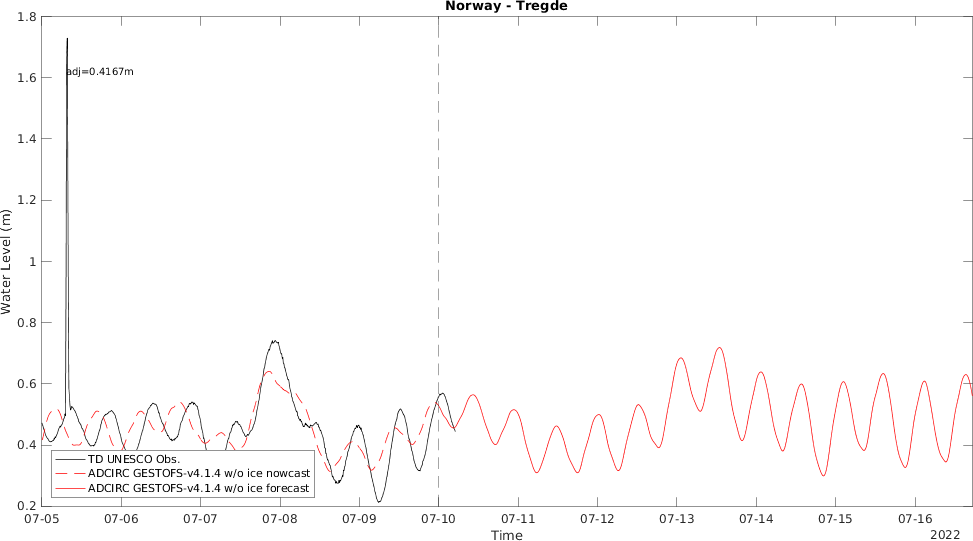 Norway - Tregde
1.8
1.6
1.4
1.2
1
0.8
0.6
0.4
0.2
Water Level (m)
adj=0.4167m
TD UNESCO Obs.
ADCIRC GESTOFS-v4.1.4 w/o ice nowcast
ADCIRC GESTOFS-v4.1.4 w/o ice forecast
07-05 07-06 07-07 07-08 07-09 07-10 07-11 07-12 07-13 07-14 07-15 07-16
Time
2022